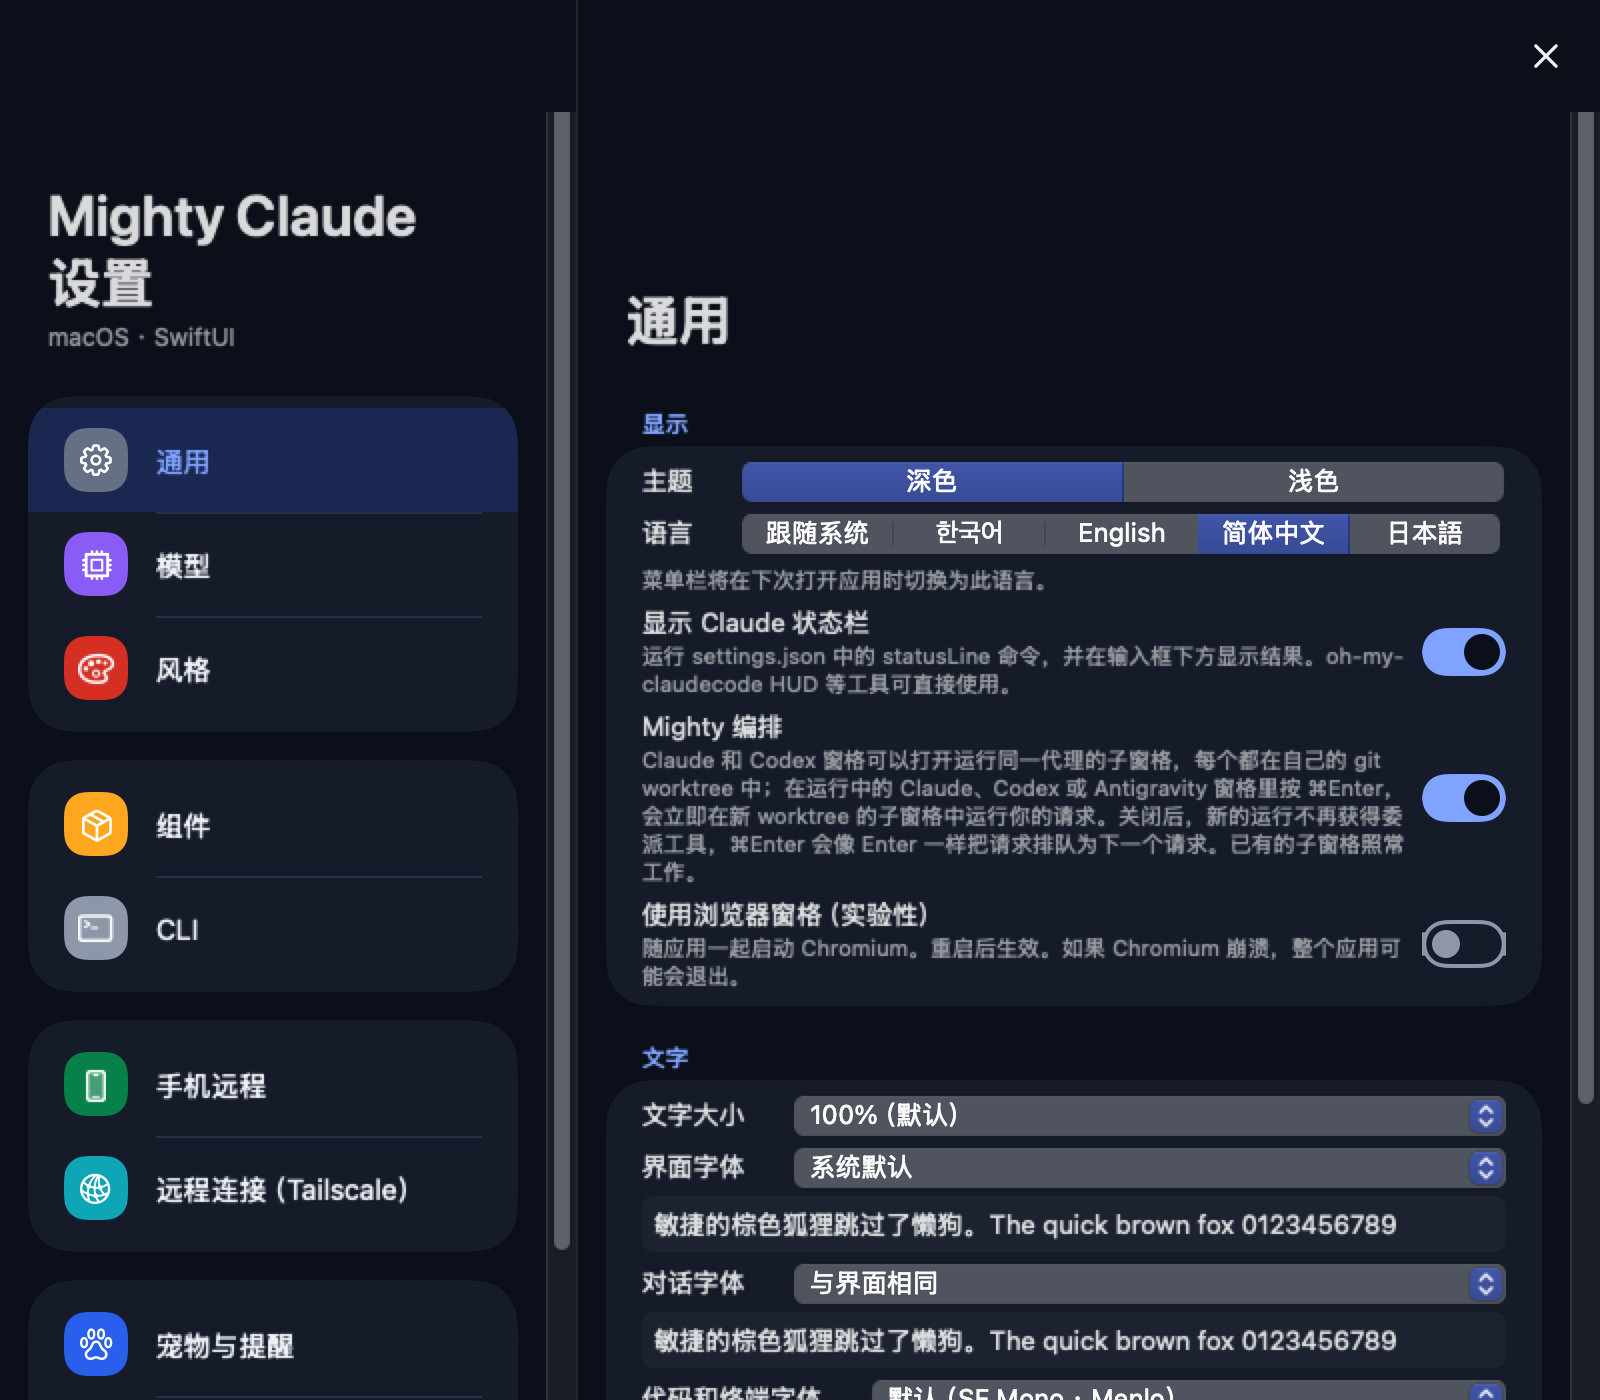 Mighty Claude
设置
macOS · SwiftUI
通用
模型
风格
组件
CLI
手机远程
远程连接 (Tailscale)
宠物与提醒
通用
显示
主题
深色
浅色
语言
跟随系统
한국어
English
简体中文
日本語
菜单栏将在下次打开应用时切换为此语言。
显示 Claude 状态栏
运行 settings.json 中的 statusLine 命令，并在输入框下方显示结果。oh-my-
claudecode HUD 等工具可直接使用。
Mighty 编排
Claude 和 Codex 窗格可以打开运行同一代理的子窗格，每个都在自己的 git
worktree 中；在运行中的 Claude、Codex 或 Antigravity 窗格里按 ⌘Enter，
会立即在新 worktree 的子窗格中运行你的请求。关闭后，新的运行不再获得委
派工具，⌘Enter 会像 Enter 一样把请求排队为下一个请求。已有的子窗格照常
工作。
使用浏览器窗格（实验性）
随应用一起启动 Chromium。重启后生效。如果 Chromium 崩溃，整个应用可
能会退出。
文字
文字大小
100%（默认）
界面字体
系统默认
敏捷的棕色狐狸跳过了懒狗。The quick brown fox 0123456789
对话字体
与界面相同
敏捷的棕色狐狸跳过了懒狗。The quick brown fox 0123456789
代码和终端字体
默认（SF Mono · Menlo）